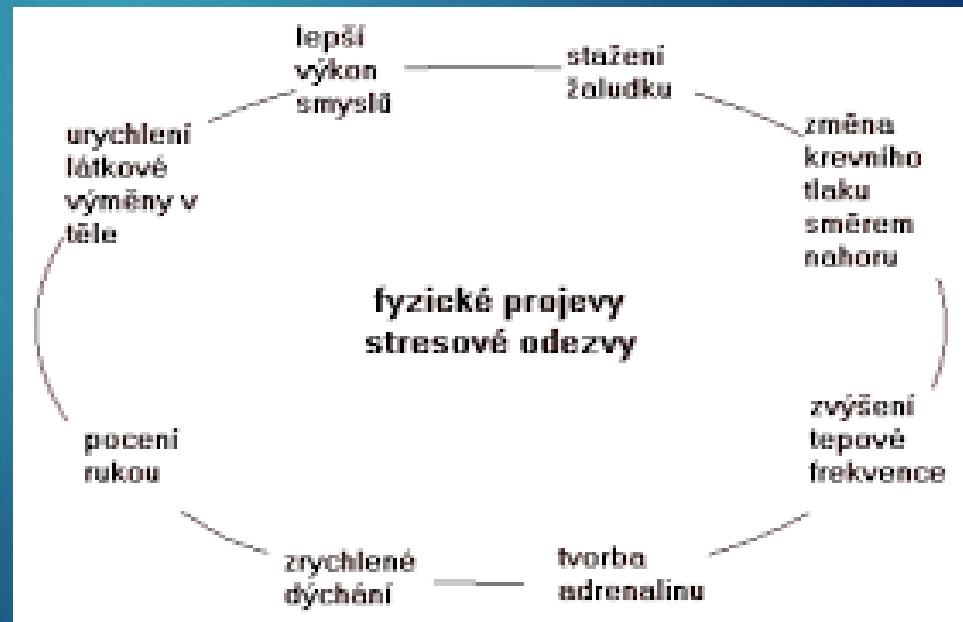 lepší
výkon
smyslů
stažení
žaludku
změna
krevního
tlaku
směrem
nahoru
zvýšení
tepové
frekvence
tvorba
adrenalinu
zrychlené
dýchání
pocení
rukou
urychlení
látkové
výměny v
těle
fyzické projevy
stresové odezvy